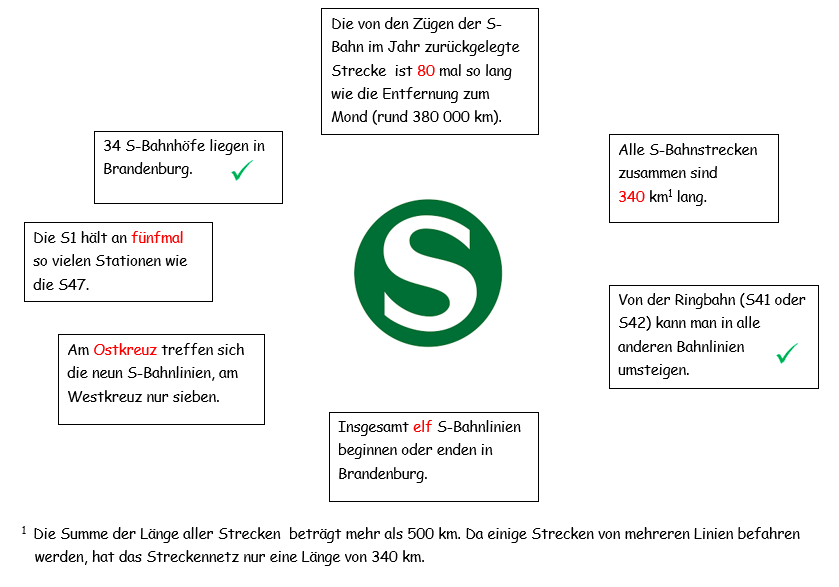 Die von den Zügen der S-
Bahn im Jahr zurückgelegte
Strecke ist 80 mal so lang
wie die Entfernung zum
Mond (rund 380 000 km).
34 S-Bahnhöfe liegen in
Brandenburg.
Alle S-Bahnstrecken
zusammen sind
340 km¹ lang.
Die S1 hält an fünfmal
so vielen Stationen wie
die S47.
S
Von der Ringbahn (S41 oder
S42) kann man in alle
anderen Bahnlinien
umsteigen.
Am Ostkreuz treffen sich
die neun S-Bahnlinien, am
Westkreuz nur sieben.
Insgesamt elf S-Bahnlinien
beginnen oder enden in
Brandenburg.
¹ Die Summe der Länge aller Strecken beträgt mehr als 500 km. Da einige Strecken von mehreren Linien befahren
werden, hat das Streckennetz nur eine Länge von 340 km.